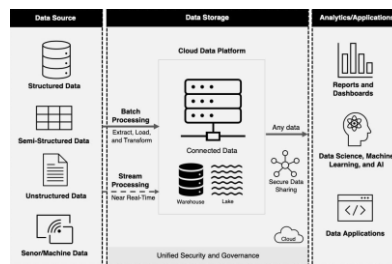 Data Source
Data Storage
Analytics/Application
Cloud Data Platform
Structured Data
Batch
Processing
Extract, Load,
and Transform
Connected Data
Any data
Reports and
Dashboards
Semi-Structured Data
Data Science, Machine
Learning, and AI
Stream
Processing
Near Real-Time
Warehouse
Lake
Secure Data
Sharing
Unstructured Data
Cloud
Data Applications
Senor/Machine Data
Unified Security and Governance